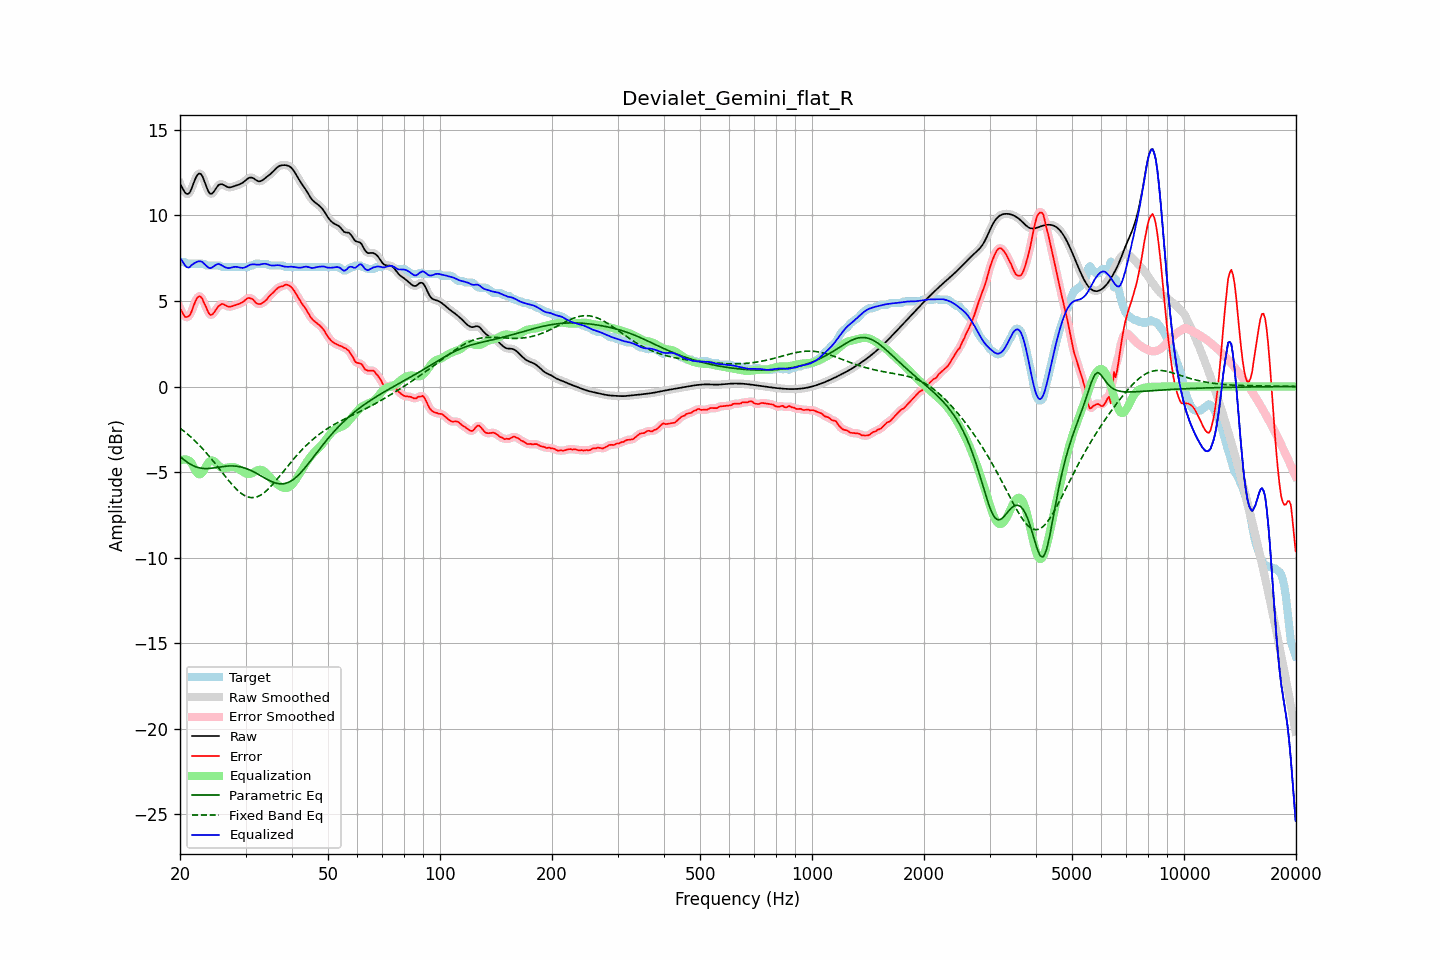 Devialet_Gemini_flat_R
Amplitude (dBr)
15
10
5
0
−5
−10
−15
−20
−25
Target
Raw Smoothed
Error Smoothed
Raw
Error
Equalization
Parametric Eq
Fixed Band Eq
Equalized
20 50 100 200 500 1000 2000 5000 10000 20000
Frequency (Hz)